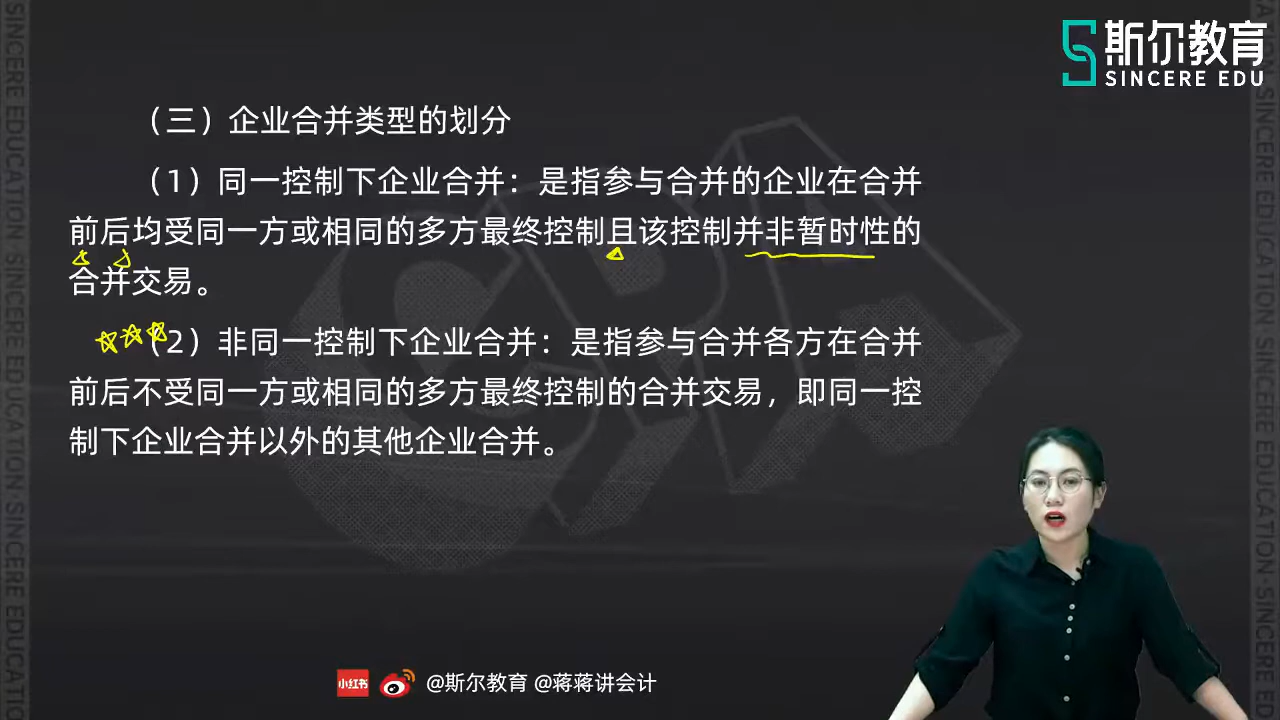 斯尔教育
SINCERE EDU
（三）企业合并类型的划分
（1）同一控制下企业合并：是指参与合并的企业在合并
前后均受同一方或相同的多方最终控制且该控制并非暂时性的
合并交易。
（2）非同一控制下企业合并：是指参与合并各方在合并
前后不受同一方或相同的多方最终控制的合并交易，即同一控
制下企业合并以外的其他企业合并。
小红书 @斯尔教育 @蒋蒋讲会计
SINCERE EDUCATION·SINCERE EDUCATION
CPA